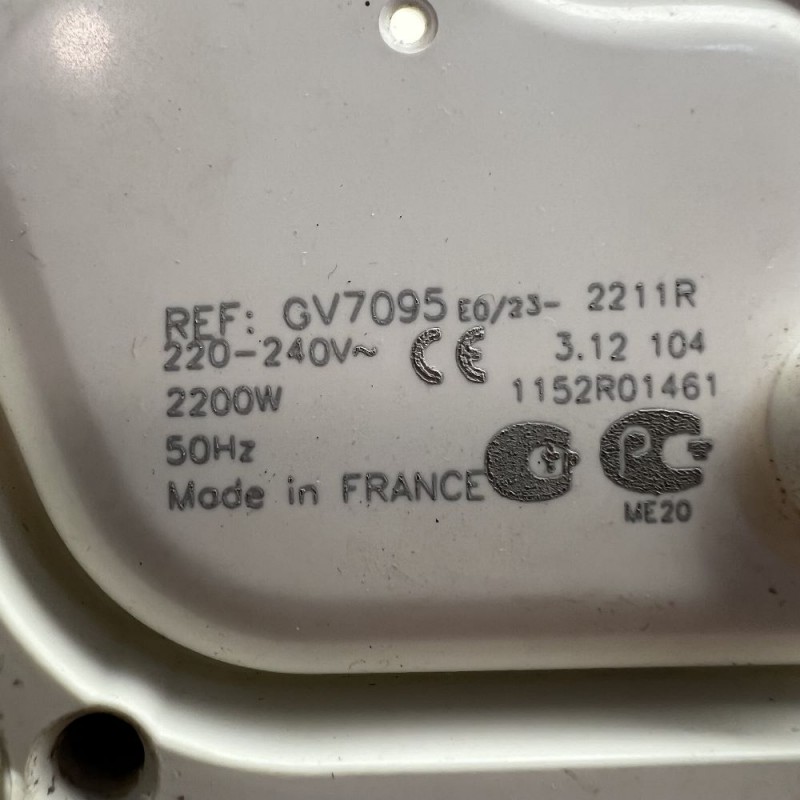 REF: GV7095 E0/23- 2211R
220-240V~ CE 3.12 104
2200W 1152R01461
50Hz
Made in FRANCE
ME20